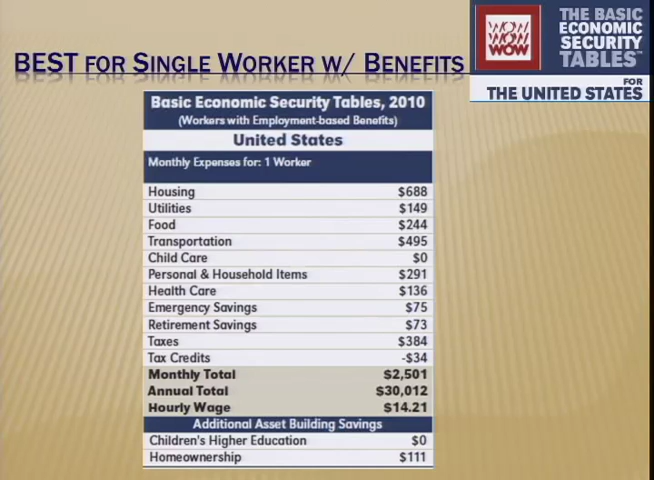 BEST FOR SINGLE WORKER W/ BENEFITS
WOW
THE BASIC
ECONOMIC
SECURITY
TABLES™
FOR
THE UNITED STATES
Basic Economic Security Tables, 2010
(Workers with Employment-based Benefits)
United States
Monthly Expenses for: 1 Worker
Housing $688
Utilities $149
Food $244
Transportation $495
Child Care $0
Personal & Household Items $291
Health Care $136
Emergency Savings $75
Retirement Savings $73
Taxes $384
Tax Credits -$34
Monthly Total $2,501
Annual Total $30,012
Hourly Wage $14.21
Additional Asset Building Savings
Children's Higher Education $0
Homeownership $111